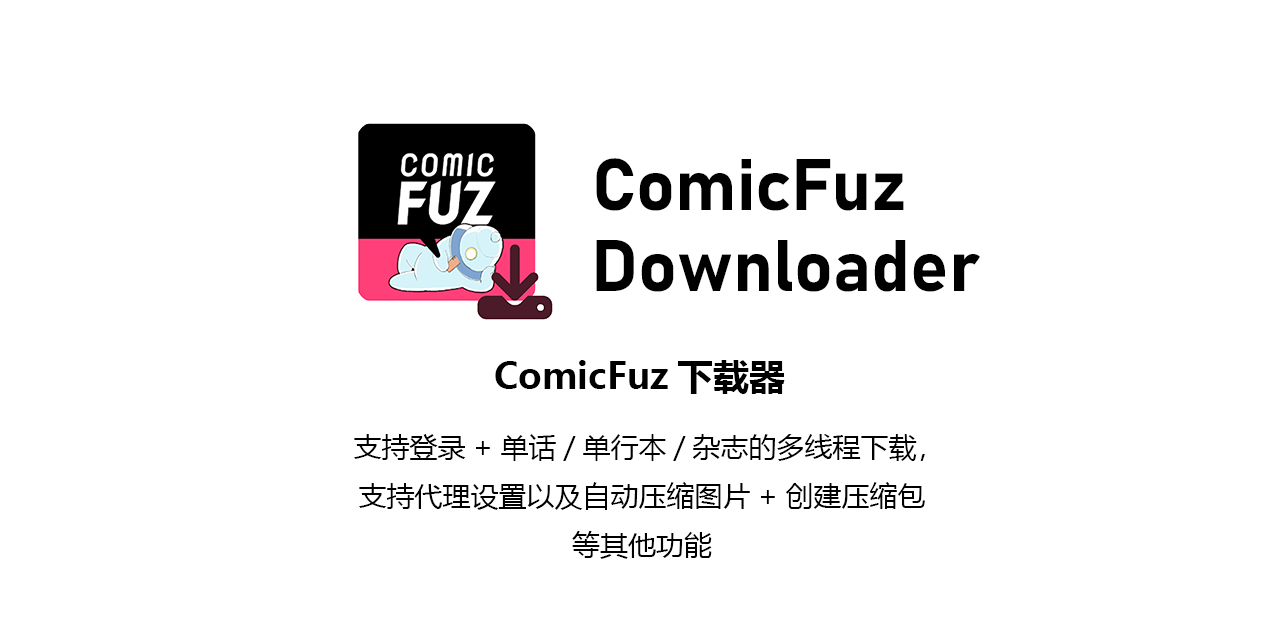 COMIC
FUZ
ComicFuz
Downloader
ComicFuz 下载器
支持登录 + 单话 / 单行本 / 杂志的多线程下载，
支持代理设置以及自动压缩图片 + 创建压缩包
等其他功能